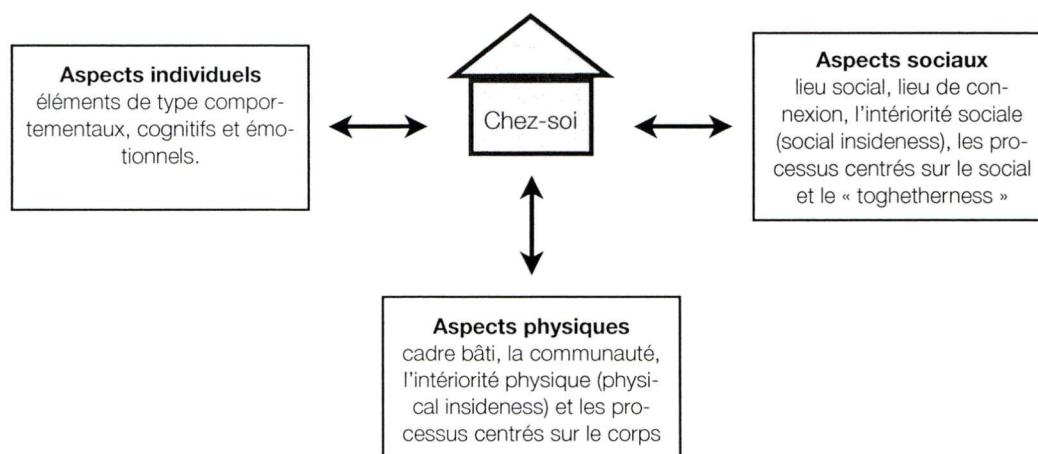 Aspects individuels
éléments de type compor-
tementaux, cognitifs et émo-
tionnels.
Chez-soi
Aspects sociaux
lieu social, lieu de con-
nexion, l'intériorité sociale
(social insideness), les pro-
cessus centrés sur le social
et le « toghetherness »
Aspects physiques
cadre bâti, la communauté,
l'intériorité physique (physi-
cal insideness) et les pro-
cessus centrés sur le corps